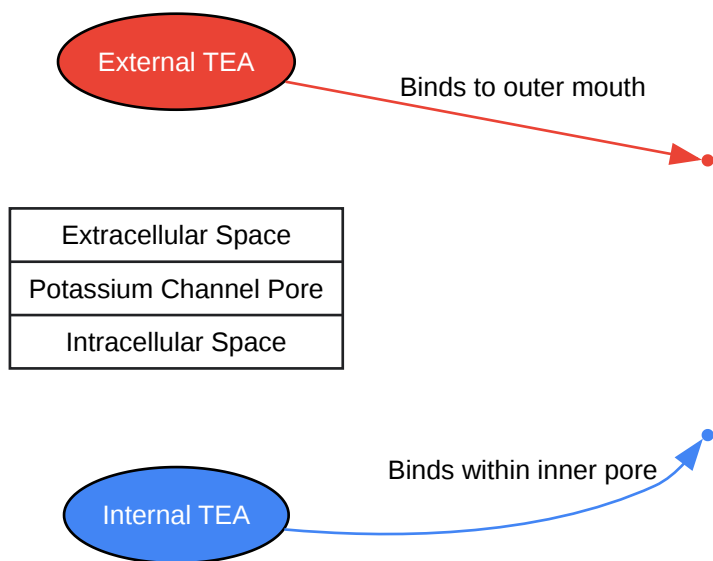 External TEA
Binds to outer mouth
Extracellular Space
Potassium Channel Pore
Intracellular Space
Binds within inner pore
Internal TEA